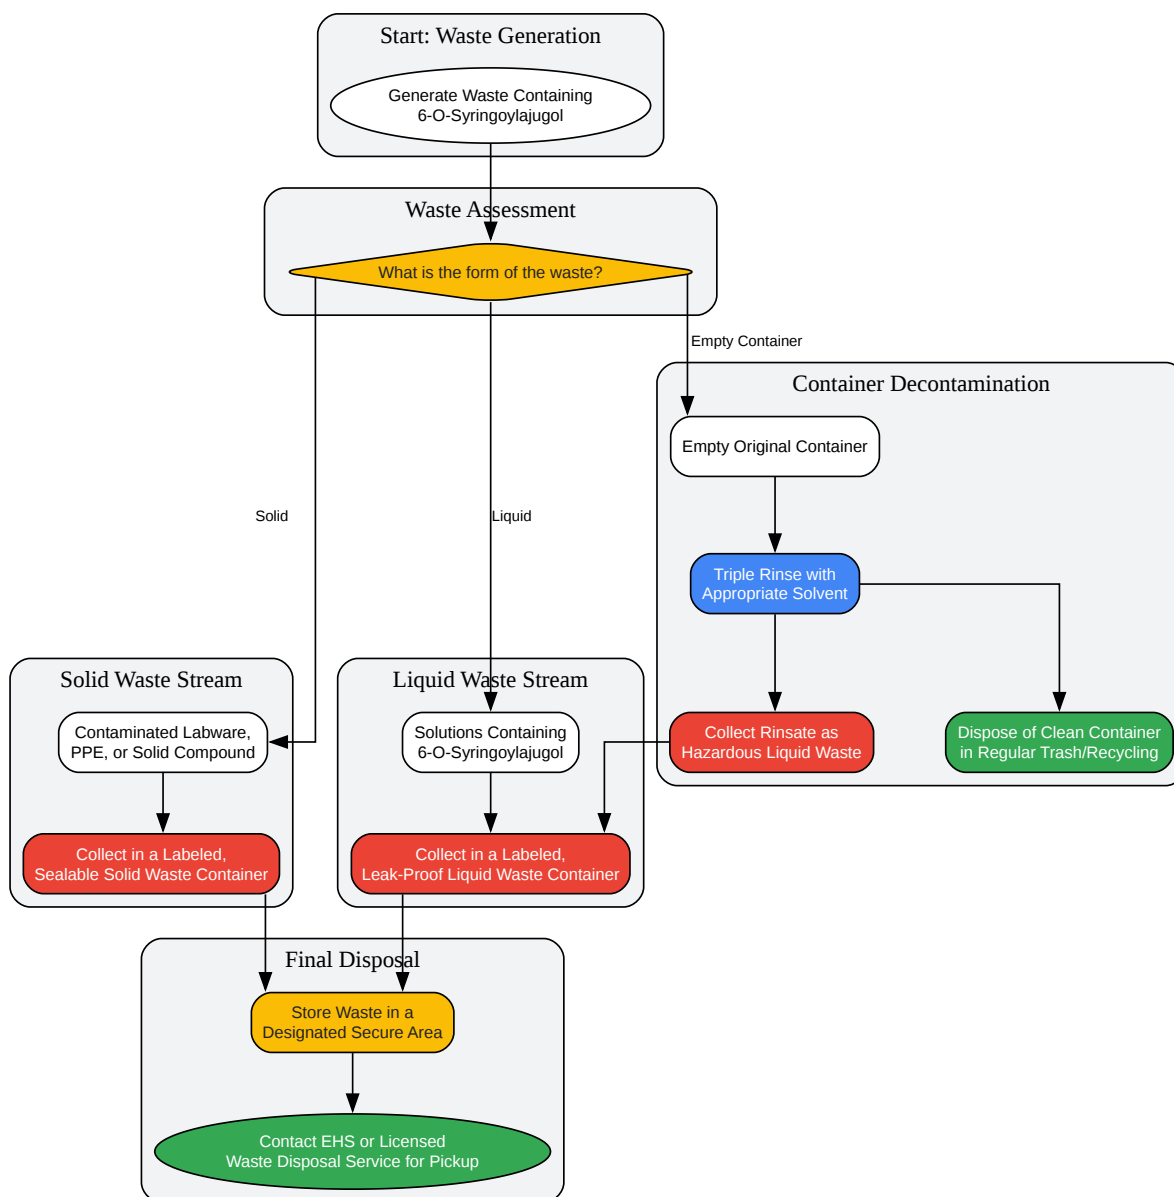 Start: Waste Generation
Generate Waste Containing
6-O-Syringoylajugol
Waste Assessment
What is the form of the waste?
Empty Container
Container Decontamination
Empty Original Container
Solid
Liquid
Triple Rinse with
Appropriate Solvent
Solid Waste Stream
Contaminated Labware,
PPE, or Solid Compound
Collect in a Labeled,
Sealable Solid Waste Container
Liquid Waste Stream
Solutions Containing
6-O-Syringoylajugol
Collect in a Labeled,
Leak-Proof Liquid Waste Container
Collect Rinsate as
Hazardous Liquid Waste
Dispose of Clean Container
in Regular Trash/Recycling
Final Disposal
Store Waste in a
Designated Secure Area
Contact EHS or Licensed
Waste Disposal Service for Pickup